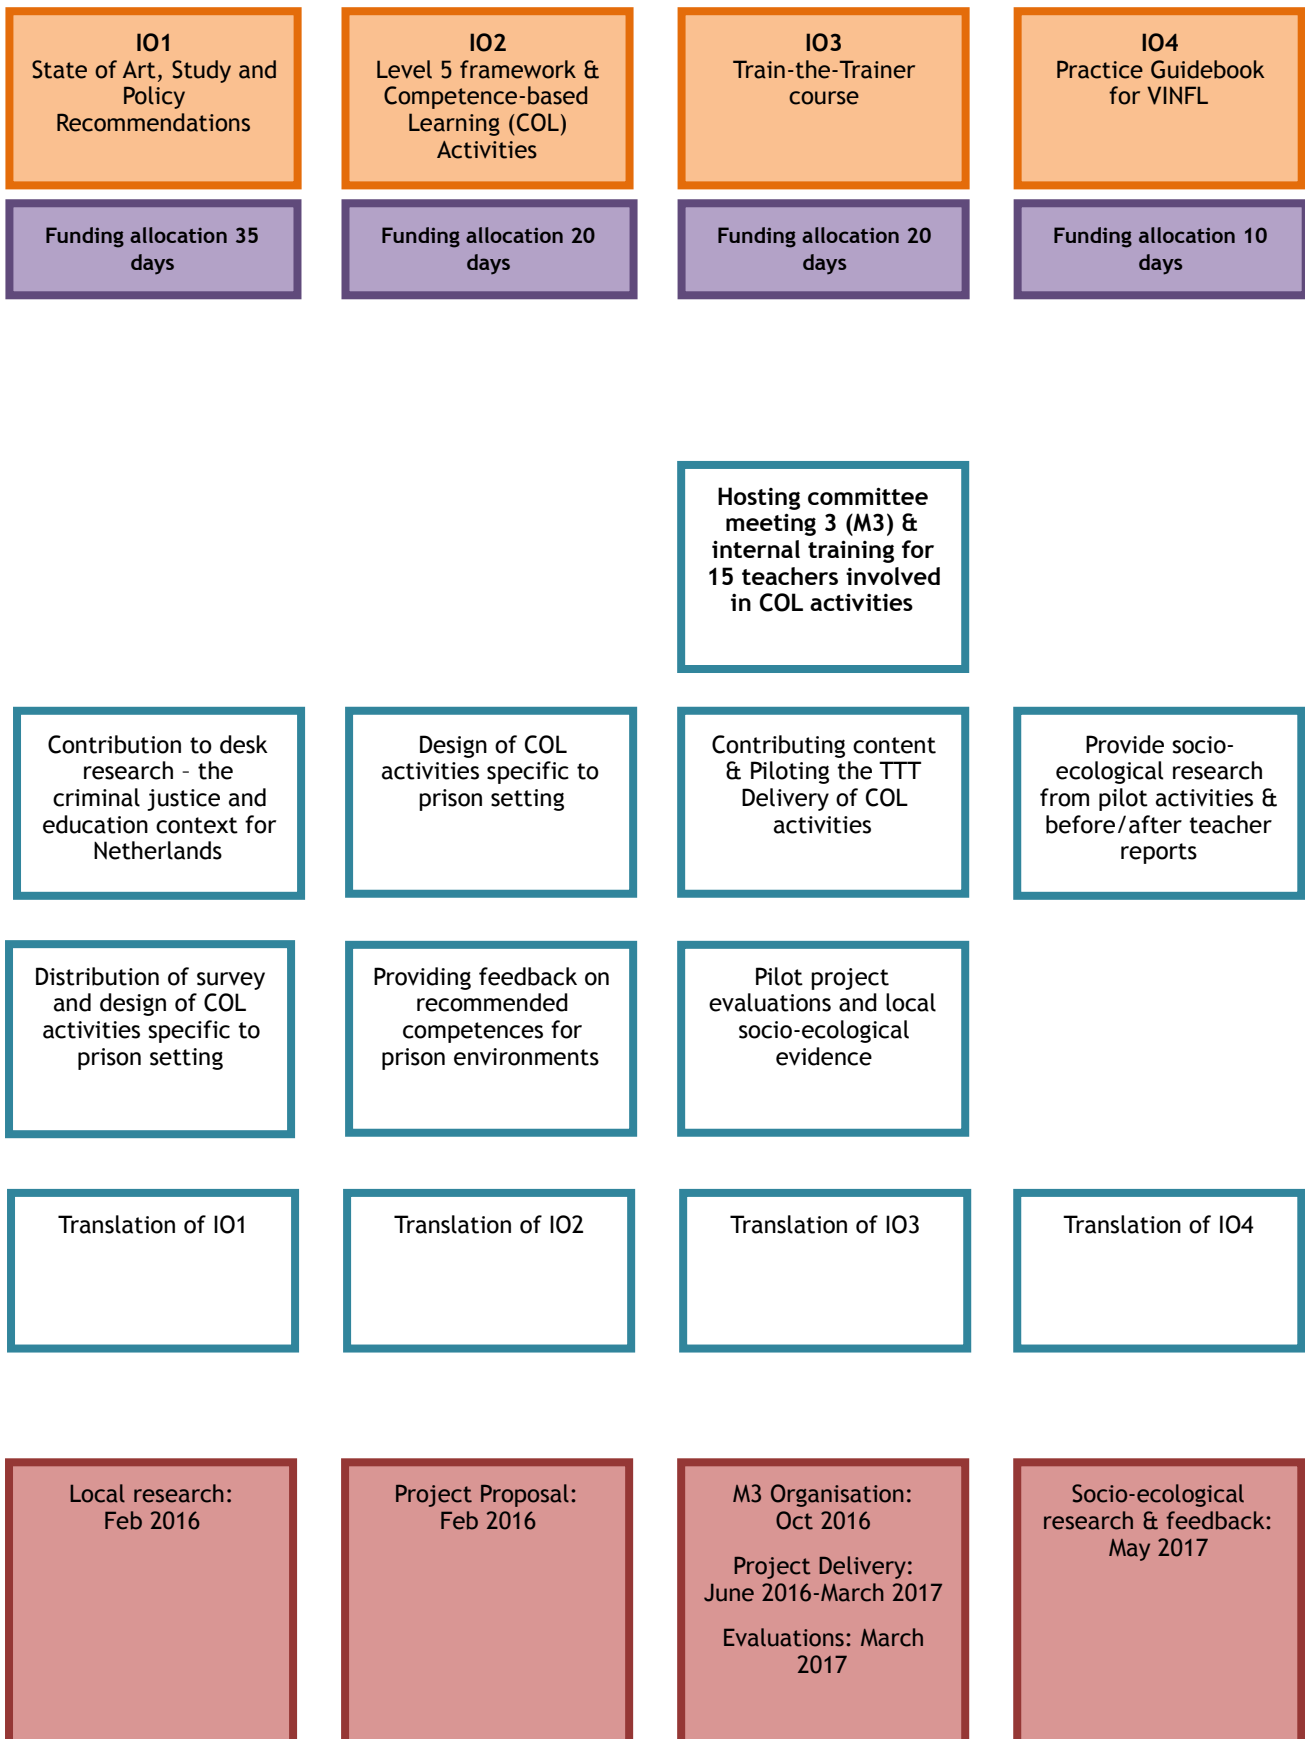 IO1
State of Art, Study and
Policy
Recommendations
IO2
Level 5 framework &
Competence-based
Learning (COL)
Activities
IO3
Train-the-Trainer
course
IO4
Practice Guidebook
for VINFL
Funding allocation 35
days
Funding allocation 20
days
Funding allocation 20
days
Funding allocation 10
days
Hosting committee
meeting 3 (M3) &
internal training for
15 teachers involved
in COL activities
Contribution to desk
research – the
criminal justice and
education context for
Netherlands
Design of COL
activities specific to
prison setting
Contributing content
& Piloting the TTT
Delivery of COL
activities
Provide socio-
ecological research
from pilot activities &
before/after teacher
reports
Distribution of survey
and design of COL
activities specific to
prison setting
Providing feedback on
recommended
competences for
prison environments
Pilot project
evaluations and local
socio-ecological
evidence
Translation of IO1
Translation of IO2
Translation of IO3
Translation of IO4
Local research:
Feb 2016
Project Proposal:
Feb 2016
M3 Organisation:
Oct 2016
Project Delivery:
June 2016-March 2017
Evaluations: March
2017
Socio-ecological
research & feedback:
May 2017